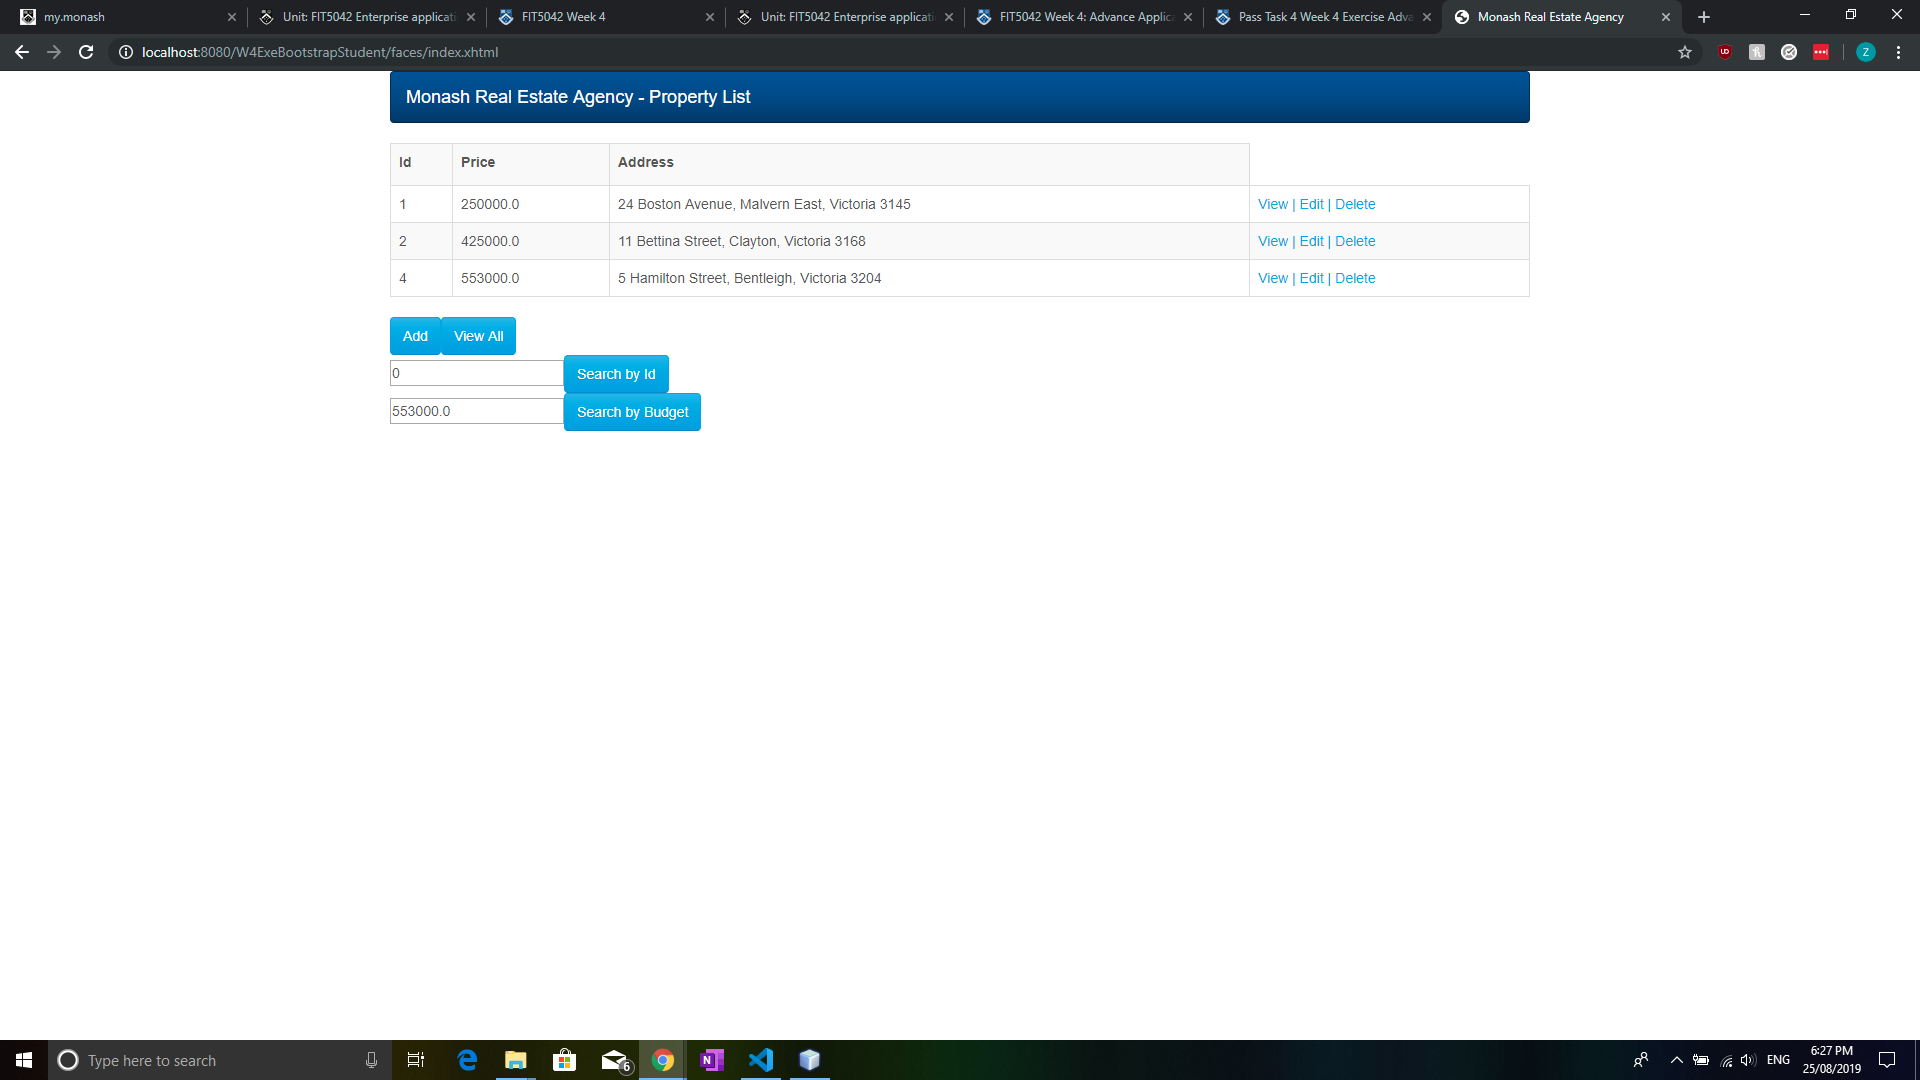 my.monash
Unit: FIT5042 Enterprise applicati
FIT5042 Week 4
Unit: FIT5042 Enterprise applicati
FIT5042 Week 4: Advance Applica
Pass Task 4 Week 4 Exercise Adva
Monash Real Estate Agency
localhost:8080/W4ExeBootstrapStudent/faces/index.xhtml
Z
Monash Real Estate Agency - Property List
Id Price Address
1 250000.0 24 Boston Avenue, Malvern East, Victoria 3145 View | Edit | Delete
2 425000.0 11 Bettina Street, Clayton, Victoria 3168 View | Edit | Delete
4 553000.0 5 Hamilton Street, Bentleigh, Victoria 3204 View | Edit | Delete
Add View All
0 Search by Id
553000.0 Search by Budget
Type here to search
6
N
ENG
6:27 PM
25/08/2019